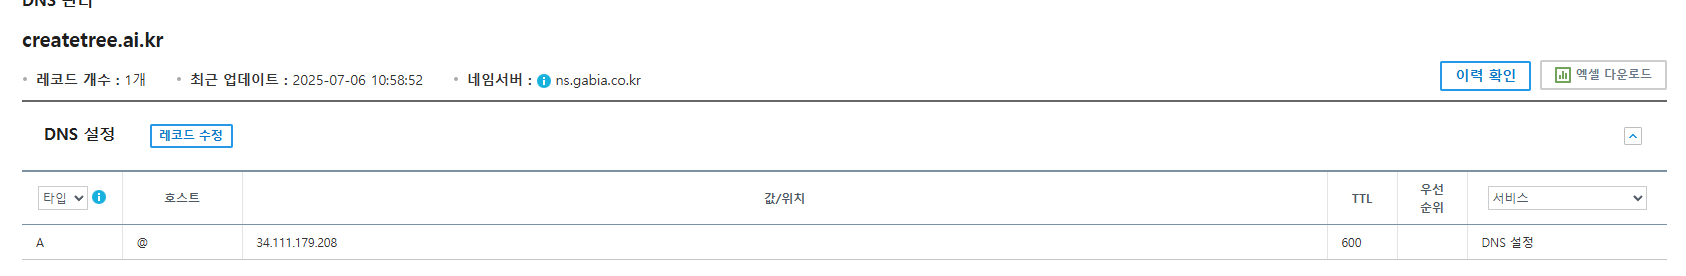 DNS 관리
createtree.ai.kr
레코드 개수 : 1개 최근 업데이트 : 2025-07-06 10:58:52 네임서버 : ns.gabia.co.kr
이력 확인 엑셀 다운로드
DNS 설정 레코드 수정
타입 호스트 값/위치 TTL 우선 순위 서비스
A @ 34.111.179.208 600 DNS 설정